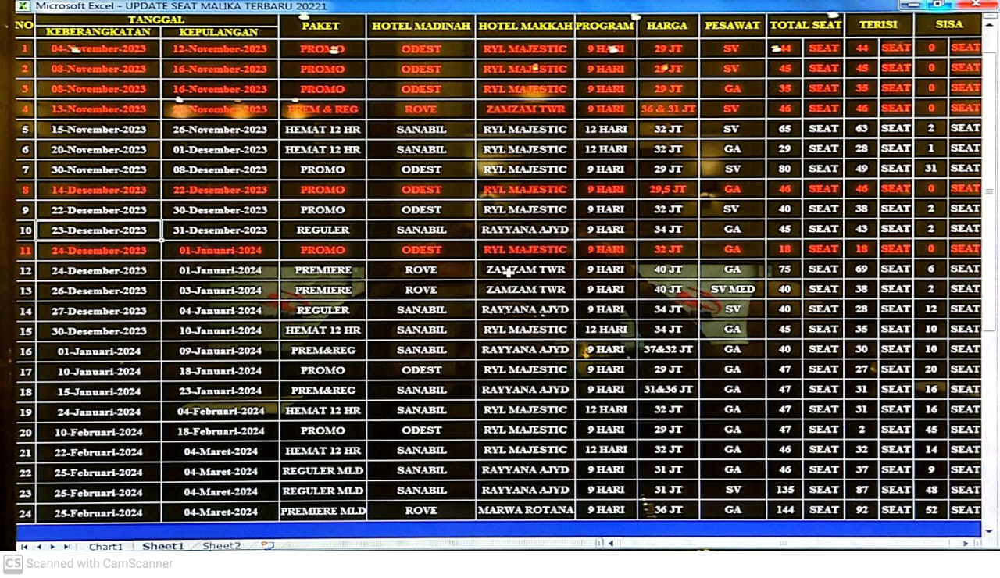 Microsoft Excel - UPDATE SEAT MALIKA TERBARU 20221
NO TANGGAL PAKET HOTEL MADINAH HOTEL MAKKAH PROGRAM HARGA PESAWAT TOTAL SEAT TERISI SISA
KEBERANGKATAN KEPULANGAN
1 04-November-2023 12-November-2023 PROMO ODEST RYL MAJESTIC 9 HARI 29 JT SV 44 SEAT 44 SEAT 0 SEAT
2 08-November-2023 16-November-2023 PROMO ODEST RYL MAJESTIC 9 HARI 29 JT SV 45 SEAT 45 SEAT 0 SEAT
3 08-November-2023 16-November-2023 PROMO ODEST RYL MAJESTIC 9 HARI 29 JT GA 35 SEAT 35 SEAT 0 SEAT
4 13-November-2023 21-November-2023 PREM & REG ROVE ZAMZAM TWR 9 HARI 36 & 31 JT SV 46 SEAT 46 SEAT 0 SEAT
5 15-November-2023 26-November-2023 HEMAT 12 HR SANABIL RYL MAJESTIC 12 HARI 32 JT SV 65 SEAT 63 SEAT 2 SEAT
6 20-November-2023 01-Desember-2023 HEMAT 12 HR SANABIL RYL MAJESTIC 12 HARI 32 JT GA 29 SEAT 28 SEAT 1 SEAT
7 30-November-2023 08-Desember-2023 PROMO ODEST RYL MAJESTIC 9 HARI 29 JT SV 80 SEAT 49 SEAT 31 SEAT
8 14-Desember-2023 22-Desember-2023 PROMO ODEST RYL MAJESTIC 9 HARI 29,5 JT GA 46 SEAT 46 SEAT 0 SEAT
9 22-Desember-2023 30-Desember-2023 PROMO ODEST RYL MAJESTIC 9 HARI 32 JT SV 40 SEAT 38 SEAT 2 SEAT
10 23-Desember-2023 31-Desember-2023 REGULER SANABIL RAYYANA AJYD 9 HARI 34 JT GA 45 SEAT 43 SEAT 2 SEAT
11 24-Desember-2023 01-Januari-2024 PROMO ODEST RYL MAJESTIC 9 HARI 32 JT GA 18 SEAT 18 SEAT 0 SEAT
12 24-Desember-2023 01-Januari-2024 PREMIERE ROVE ZAMZAM TWR 9 HARI 40 JT GA 75 SEAT 69 SEAT 6 SEAT
13 26-Desember-2023 03-Januari-2024 PREMIERE ROVE ZAMZAM TWR 9 HARI 40 JT SV MED 40 SEAT 38 SEAT 2 SEAT
14 27-Desember-2023 04-Januari-2024 REGULER SANABIL RAYYANA AJYD 9 HARI 34 JT SV 40 SEAT 28 SEAT 12 SEAT
15 30-Desember-2023 10-Januari-2024 HEMAT 12 HR SANABIL RYL MAJESTIC 12 HARI 34 JT GA 45 SEAT 35 SEAT 10 SEAT
16 01-Januari-2024 09-Januari-2024 PREM&REG SANABIL RAYYANA AJYD 9 HARI 37&32 JT GA 40 SEAT 30 SEAT 10 SEAT
17 10-Januari-2024 18-Januari-2024 PROMO ODEST RYL MAJESTIC 9 HARI 29 JT GA 47 SEAT 27 SEAT 20 SEAT
18 15-Januari-2024 23-Januari-2024 PREM&REG SANABIL RAYYANA AJYD 9 HARI 31&36 JT GA 47 SEAT 31 SEAT 16 SEAT
19 24-Januari-2024 04-Februari-2024 HEMAT 12 HR SANABIL RYL MAJESTIC 12 HARI 32 JT GA 47 SEAT 31 SEAT 16 SEAT
20 10-Februari-2024 18-Februari-2024 PROMO ODEST RYL MAJESTIC 9 HARI 29 JT GA 47 SEAT 2 SEAT 45 SEAT
21 22-Februari-2024 04-Maret-2024 HEMAT 12 HR SANABIL RYL MAJESTIC 12 HARI 32 JT GA 46 SEAT 32 SEAT 14 SEAT
22 25-Februari-2024 04-Maret-2024 REGULER MLD SANABIL RAYYANA AJYD 9 HARI 31 JT GA 46 SEAT 37 SEAT 9 SEAT
23 25-Februari-2024 04-Maret-2024 REGULER MLD SANABIL RAYYANA AJYD 9 HARI 31 JT SV 135 SEAT 87 SEAT 48 SEAT
24 25-Februari-2024 04-Maret-2024 PREMIERE MLD ROVE MARWA ROTANA 9 HARI 36 JT GA 144 SEAT 92 SEAT 52 SEAT
Chart1 Sheet1 Sheet2
CS Scanned with CamScanner